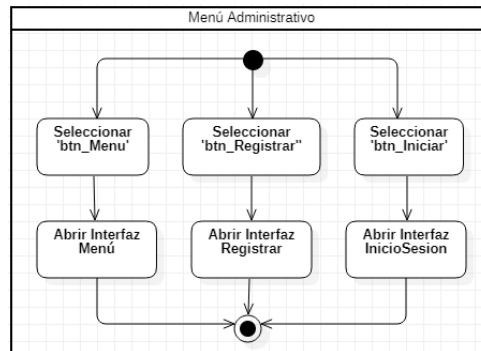 Menú Administrativo
Seleccionar
'btn_Menu'
Seleccionar
'btn_Registrar"
Seleccionar
'btn_Iniciar'
Abrir Interfaz
Menú
Abrir Interfaz
Registrar
Abrir Interfaz
InicioSesion